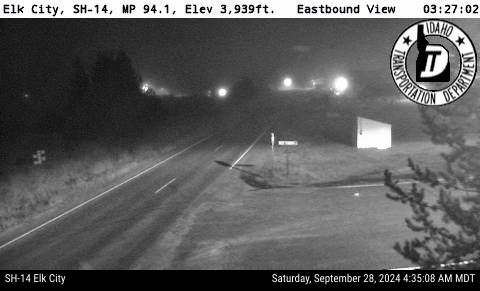 Elk City, SH-14, MP 94.1, Elev 3,939ft. Eastbound View 03:27:02
IDAHO
TRANSPORTATION DEPARTMENT
SH-14 Elk City Saturday, September 28, 2024 4:35:08 AM MDT